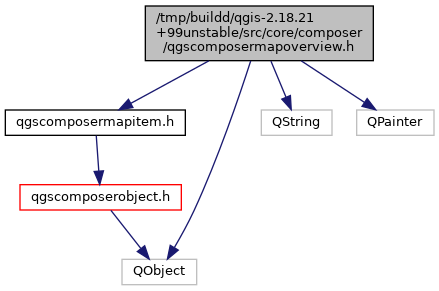 /tmp/buildd/qgis-2.18.21
+99unstable/src/core/composer
/qgscomposermapoverview.h
qgscomposermapitem.h
QString
QPainter
qgscomposerobject.h
QObject